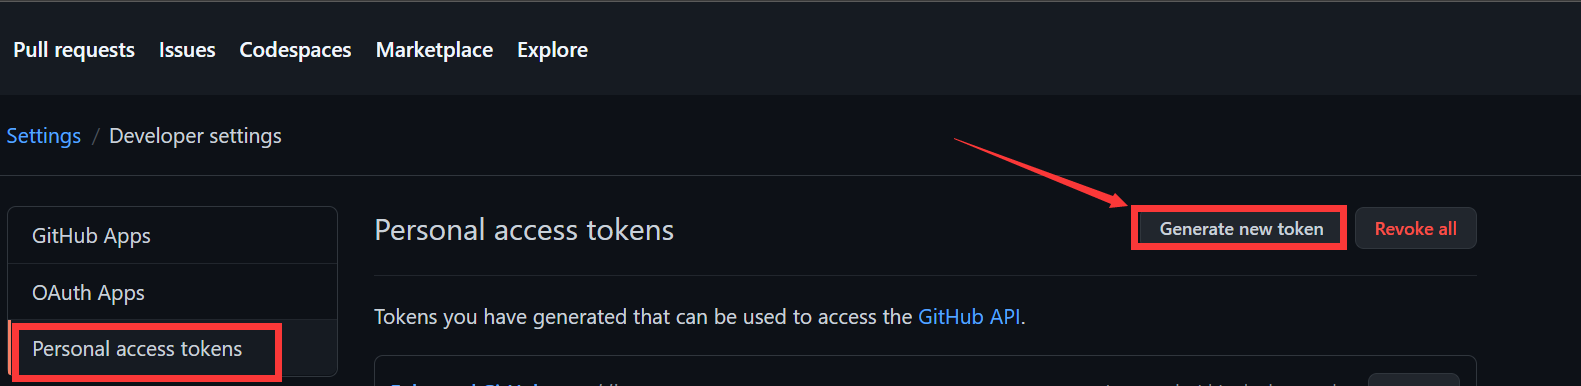 Pull requests Issues Codespaces Marketplace Explore
Settings / Developer settings
GitHub Apps
OAuth Apps
Personal access tokens
Personal access tokens
Generate new token
Revoke all
Tokens you have generated that can be used to access the GitHub API.